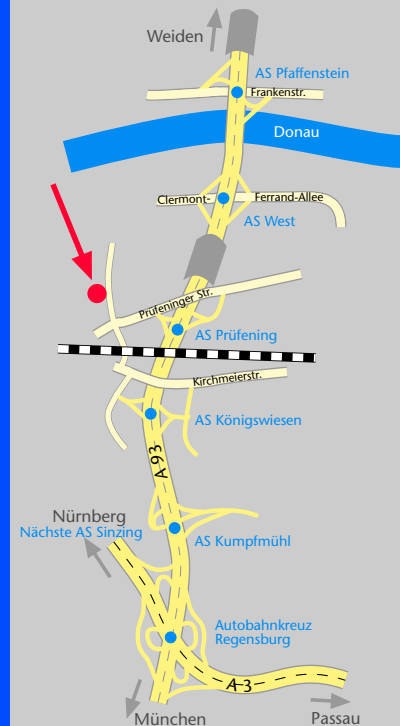 Weiden
AS Pfaffenstein
Frankenstr.
Donau
Clermont-
Ferrand-Allee
AS West
Prüfeninger Str.
AS Prüfening
Kirchmeierstr.
AS Königswiesen
A 93
Nürnberg
Nächste AS Sinzing
AS Kumpfmühl
Autobahnkreuz
Regensburg
A 3
München
Passau